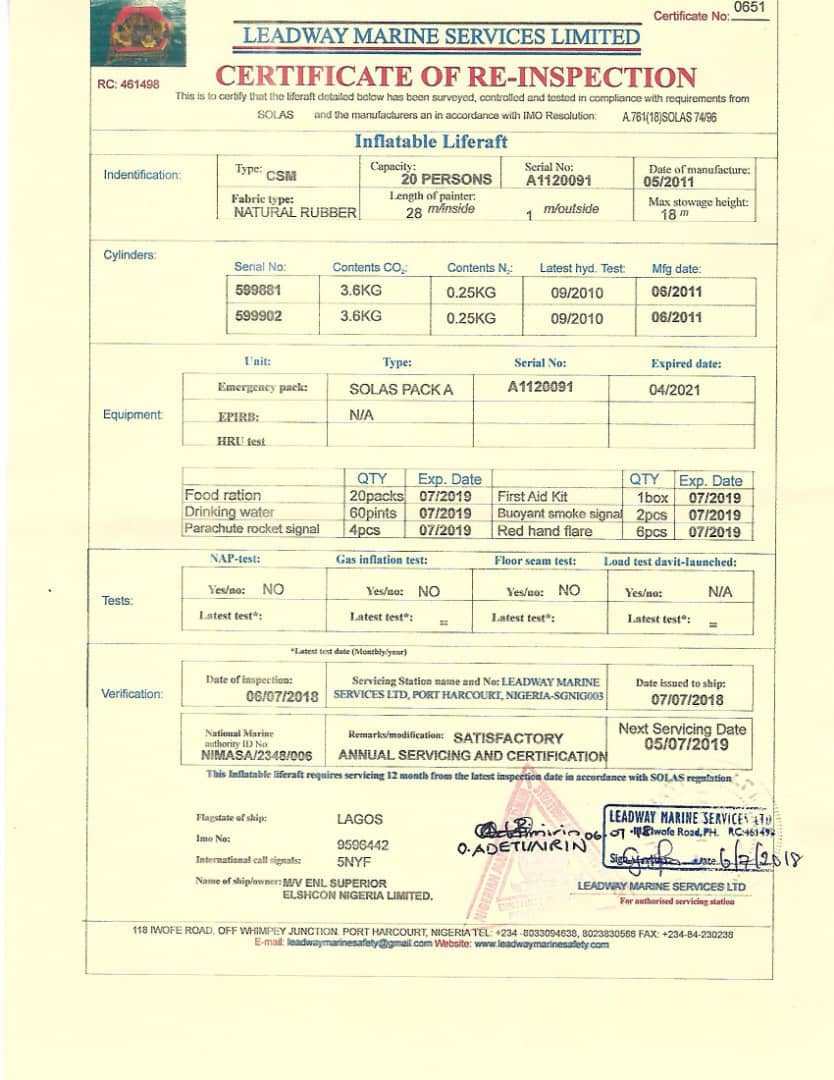 Certificate No: 0651
LEADWAY MARINE SERVICES LIMITED
RC: 461498
CERTIFICATE OF RE-INSPECTION
This is to certify that the liferaft detailed below has been surveyed, controlled and tested in compliance with requirements from
SOLAS and the manufacturers an in accordance with IMO Resolution: A.761(18)SOLAS 74/96
Inflatable Liferaft
Indentification:
Type: CSM
Capacity: 20 PERSONS
Serial No: A1120091
Date of manufacture: 05/2011
Fabric type: NATURAL RUBBER
Length of painter: 28 m/inside 1 m/outside
Max stowage height: 18 m
Cylinders:
Serial No: Contents CO2: Contents N2: Latest hyd. Test: Mfg date:
599881 3.6KG 0.25KG 09/2010 06/2011
599902 3.6KG 0.25KG 09/2010 06/2011
Equipment:
Unit: Type: Serial No: Expired date:
Emergency pack: SOLAS PACK A A1120091 04/2021
EPIRB: N/A
HRU test
QTY Exp. Date QTY Exp. Date
Food ration 20packs 07/2019 First Aid Kit 1box 07/2019
Drinking water 60pints 07/2019 Buoyant smoke signal 2pcs 07/2019
Parachute rocket signal 4pcs 07/2019 Red hand flare 6pcs 07/2019
Tests:
NAP-test: Gas inflation test: Floor seam test: Load test davit-launched:
Yes/no: NO Yes/no: NO Yes/no: NO Yes/no: N/A
Latest test*: Latest test*: = Latest test*: Latest test*: =
*Latest test date (Monthly/year)
Verification:
Date of inspection: 06/07/2018
Servicing Station name and No: LEADWAY MARINE
SERVICES LTD, PORT HARCOURT, NIGERIA-SGNIG003
Date issued to ship: 07/07/2018
National Marine
authority ID No
NIMASA/2348/006
Remarks/modification: SATISFACTORY
ANNUAL SERVICING AND CERTIFICATION
Next Servicing Date
05/07/2019
This Inflatable liferaft requires servicing 12 month from the latest inspection date in accordance with SOLAS regulation
Flagstate of ship: LAGOS
Imo No: 9598442
International call signals: 5NYF
Name of ship/owner: M/V ENL SUPERIOR
ELSHCON NIGERIA LIMITED.
O. ADETIMIRIN
LEADWAY MARINE SERVICES LTD
Iwofe Road, PH. RC:461498
6/7/2018
LEADWAY MARINE SERVICES LTD
For authorised servicing station
118 IWOFE ROAD, OFF WHIMPEY JUNCTION. PORT HARCOURT, NIGERIA TEL: +234 -8033094638, 8023830566 FAX: +234-84-230238
E-mail: leadwaymarinesafety@gmail.com Website: www.leadwaymarinesafety.com